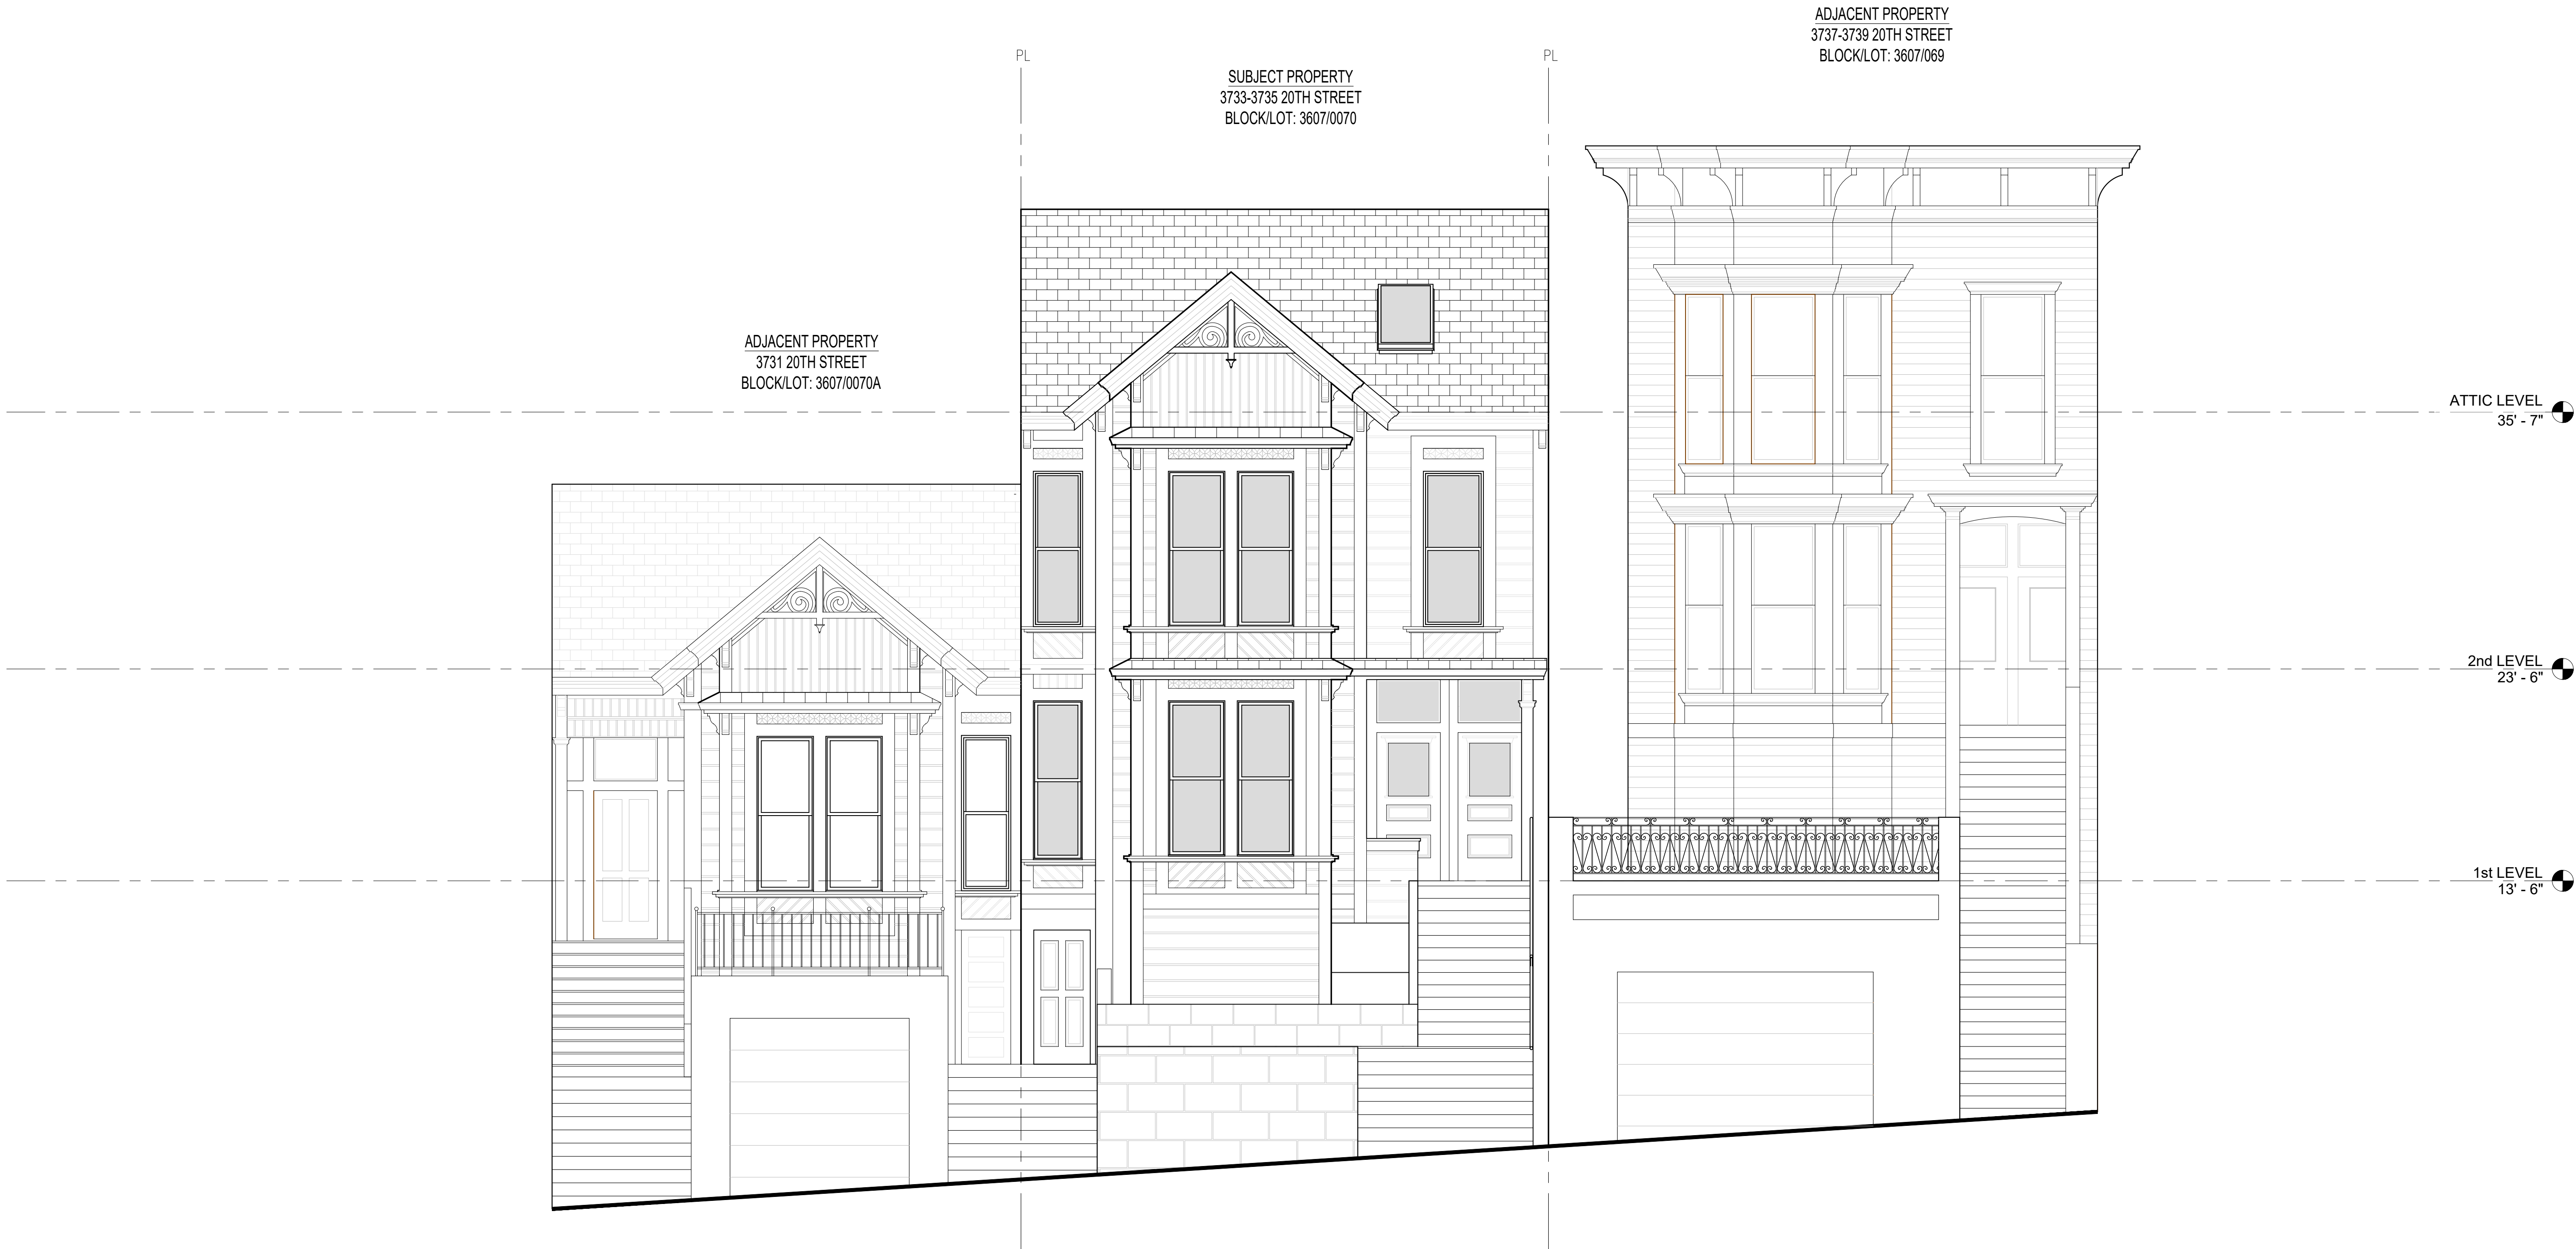 ADJACENT PROPERTY
3737-3739 20TH STREET
BLOCK/LOT: 3607/069
PL
PL
SUBJECT PROPERTY
3733-3735 20TH STREET
BLOCK/LOT: 3607/0070
ADJACENT PROPERTY
3731 20TH STREET
BLOCK/LOT: 3607/0070A
ATTIC LEVEL
35' - 7"
2nd LEVEL
23' - 6"
1st LEVEL
13' - 6"